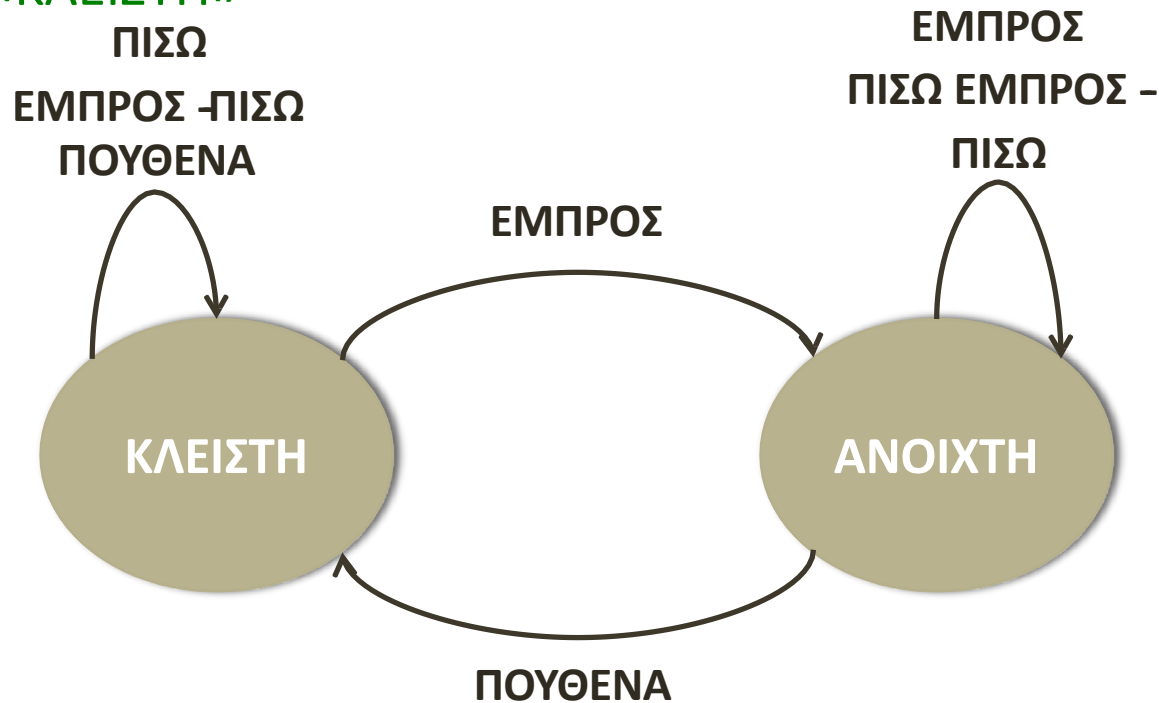 ΠΙΣΩ
ΕΜΠΡΟΣ -ΠΙΣΩ
ΠΟΥΘΕΝΑ
ΕΜΠΡΟΣ
ΠΙΣΩ ΕΜΠΡΟΣ –
ΠΙΣΩ
ΕΜΠΡΟΣ
ΚΛΕΙΣΤΗ
ΑΝΟΙΧΤΗ
ΠΟΥΘΕΝΑ